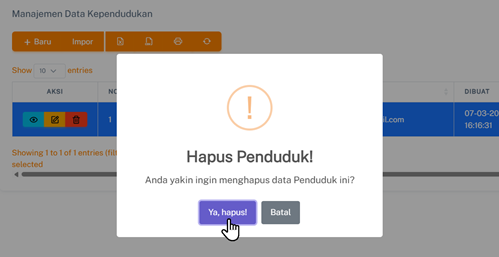 Manajemen Data Kependudukan
+ Baru Impor
Show 10 entries
AKSI NO DIBUAT
1 il.com 07-03-20
16:16:31
Showing 1 to 1 of 1 entries (filt
selected
!
Hapus Penduduk!
Anda yakin ingin menghapus data Penduduk ini?
Ya, hapus! Batal